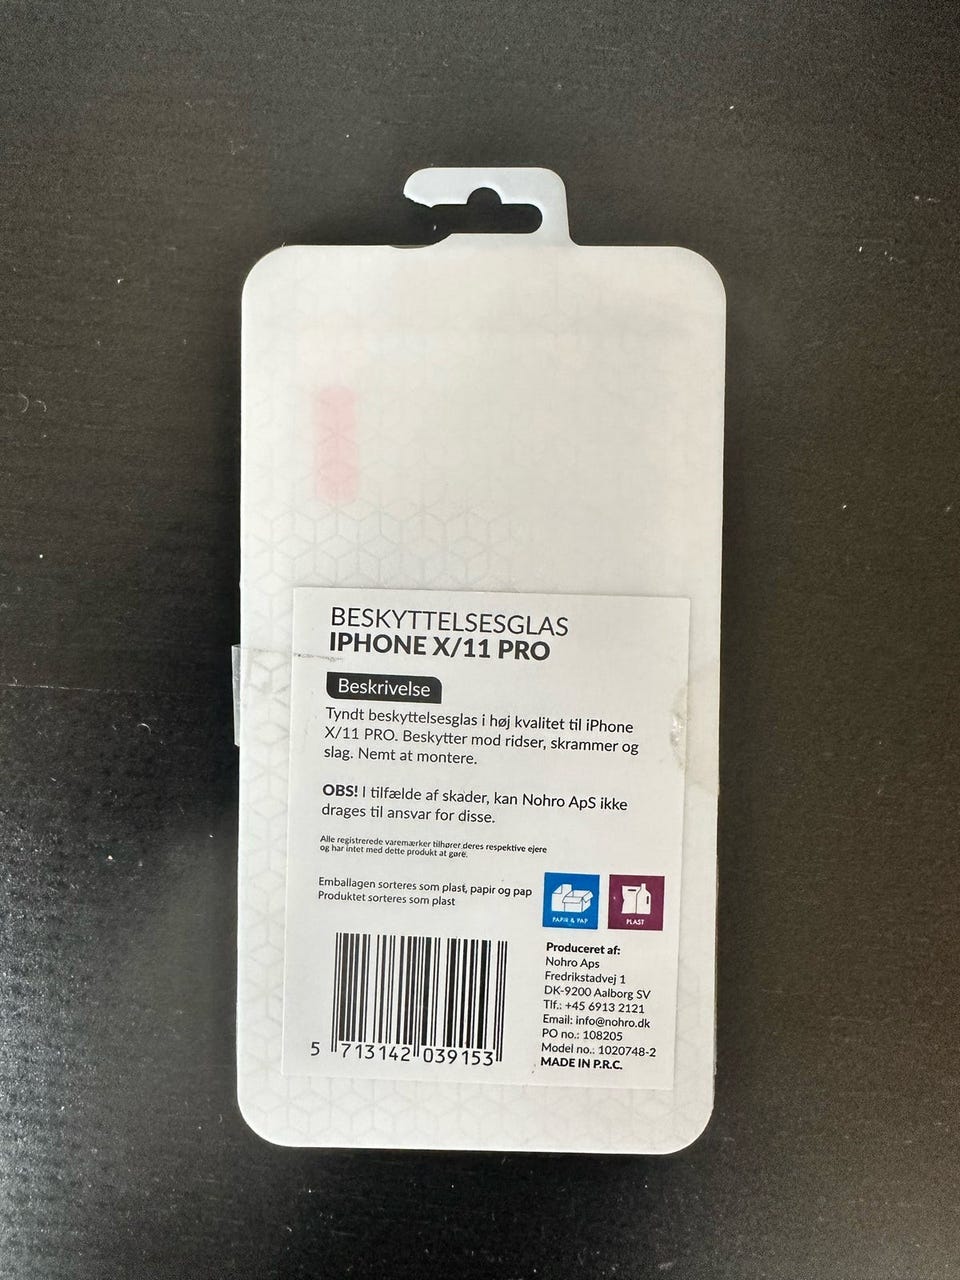 BESKYTTELSESGLAS
IPHONE X/11 PRO
Beskrivelse
Tyndt beskyttelsesglas i høj kvalitet til iPhone
X/11 PRO. Beskytter mod ridser, skrammer og
slag. Nemt at montere.
OBS! I tilfælde af skader, kan Nohro ApS ikke
drages til ansvar for disse.
Alle registrerede varemærker tilhører deres respektive ejere
og har intet med dette produkt at gøre.
Emballagen sorteres som plast, papir og pap
Produktet sorteres som plast
PAPIR & PAP
PLAST
5 713142 039153
Produceret af:
Nohro Aps
Fredrikstadvej 1
DK-9200 Aalborg SV
Tlf.: +45 6913 2121
Email: info@nohro.dk
PO no.: 108205
Model no.: 1020748-2
MADE IN P.R.C.